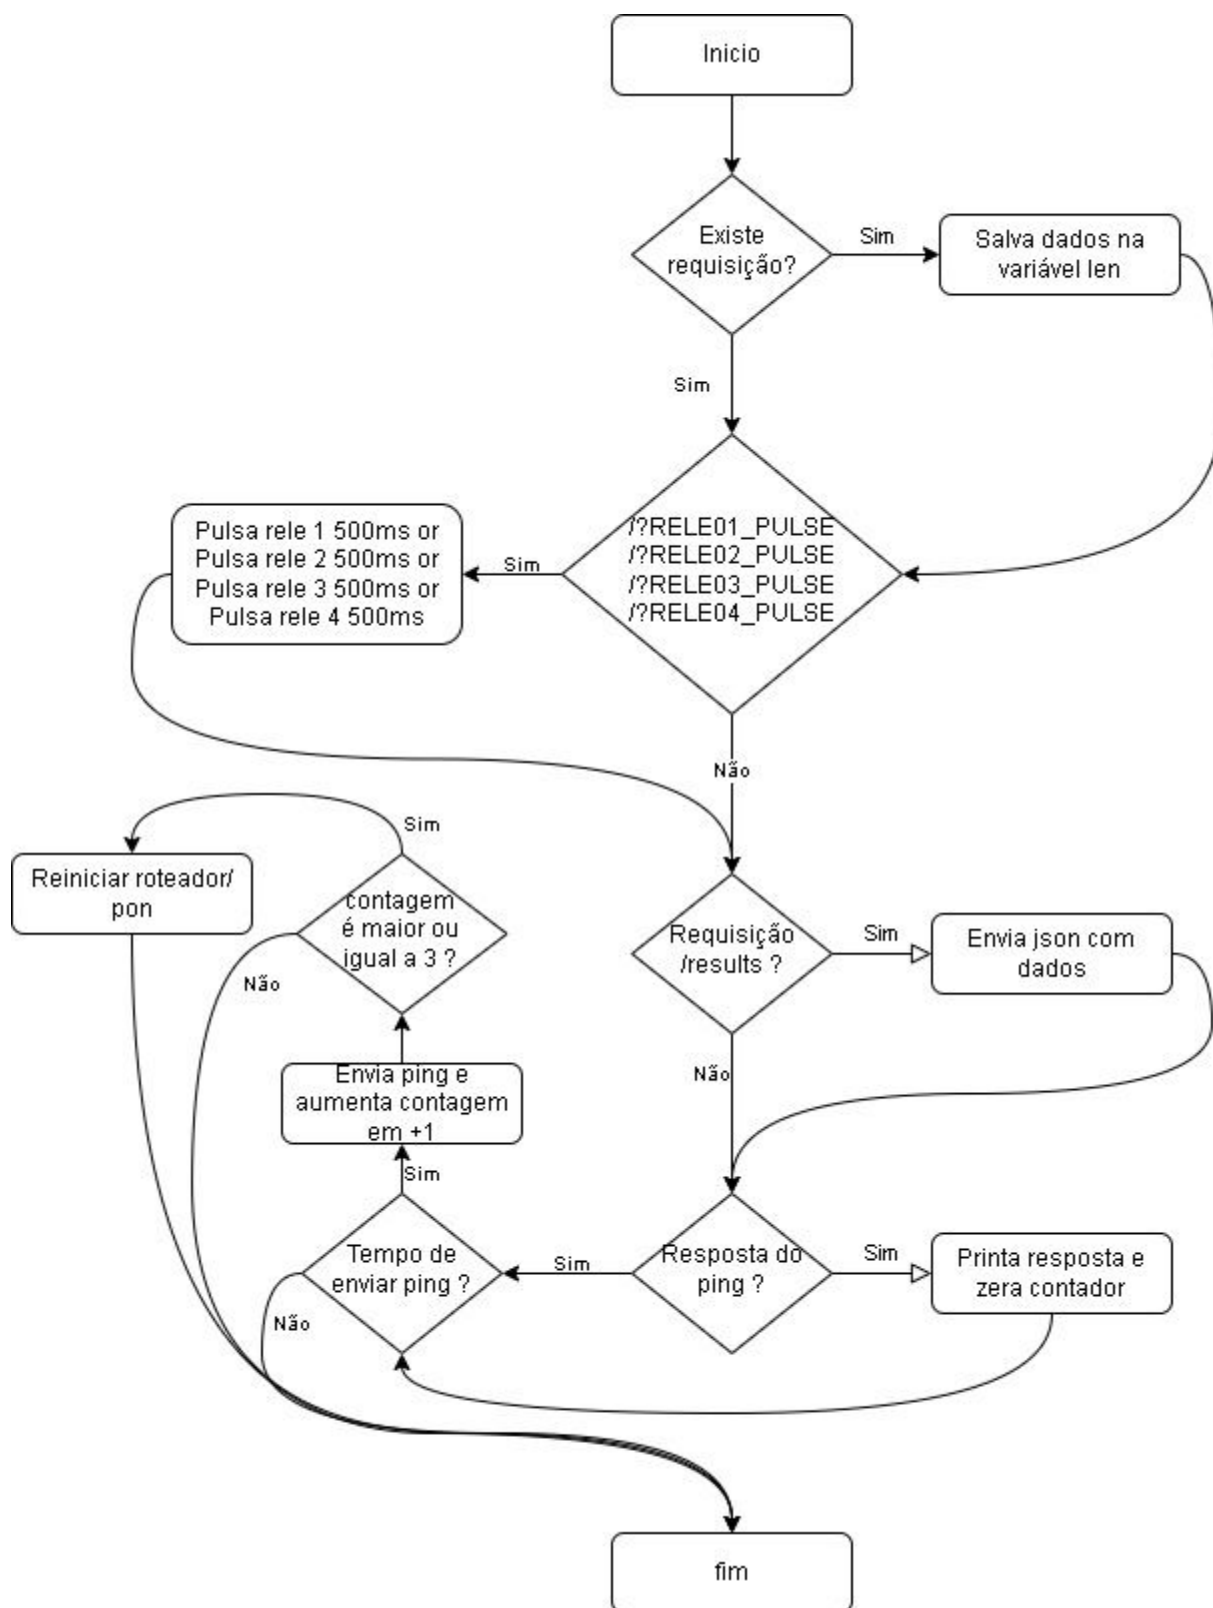 Inicio
Existe
requisição?
Sim
Salva dados na
variável len
Sim
/?RELE01_PULSE
/?RELE02_PULSE
/?RELE03_PULSE
/?RELE04_PULSE
Sim
Pulsa rele 1 500ms or
Pulsa rele 2 500ms or
Pulsa rele 3 500ms or
Pulsa rele 4 500ms
Não
Requisição
/results ?
Sim
Envia json com
dados
Não
Resposta do
ping ?
Sim
Printa resposta e
zera contador
Sim
Tempo de
enviar ping ?
Não
Sim
Envia ping e
aumenta contagem
em +1
contagem
é maior ou
igual a 3 ?
Não
Sim
Reiniciar roteador/
pon
fim